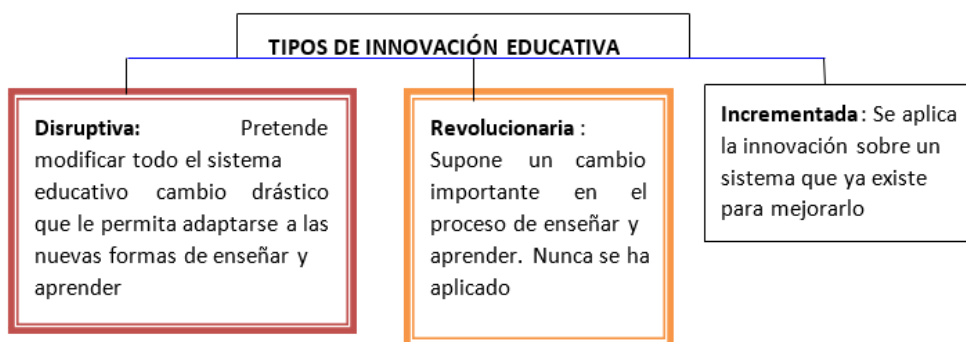 TIPOS DE INNOVACIÓN EDUCATIVA
Disruptiva: Pretende
modificar todo el sistema
educativo cambio drástico
que le permita adaptarse a las
nuevas formas de enseñar y
aprender
Revolucionaria :
Supone un cambio
importante en el
proceso de enseñar y
aprender. Nunca se ha
aplicado
Incrementada: Se aplica
la innovación sobre un
sistema que ya existe
para mejorarlo